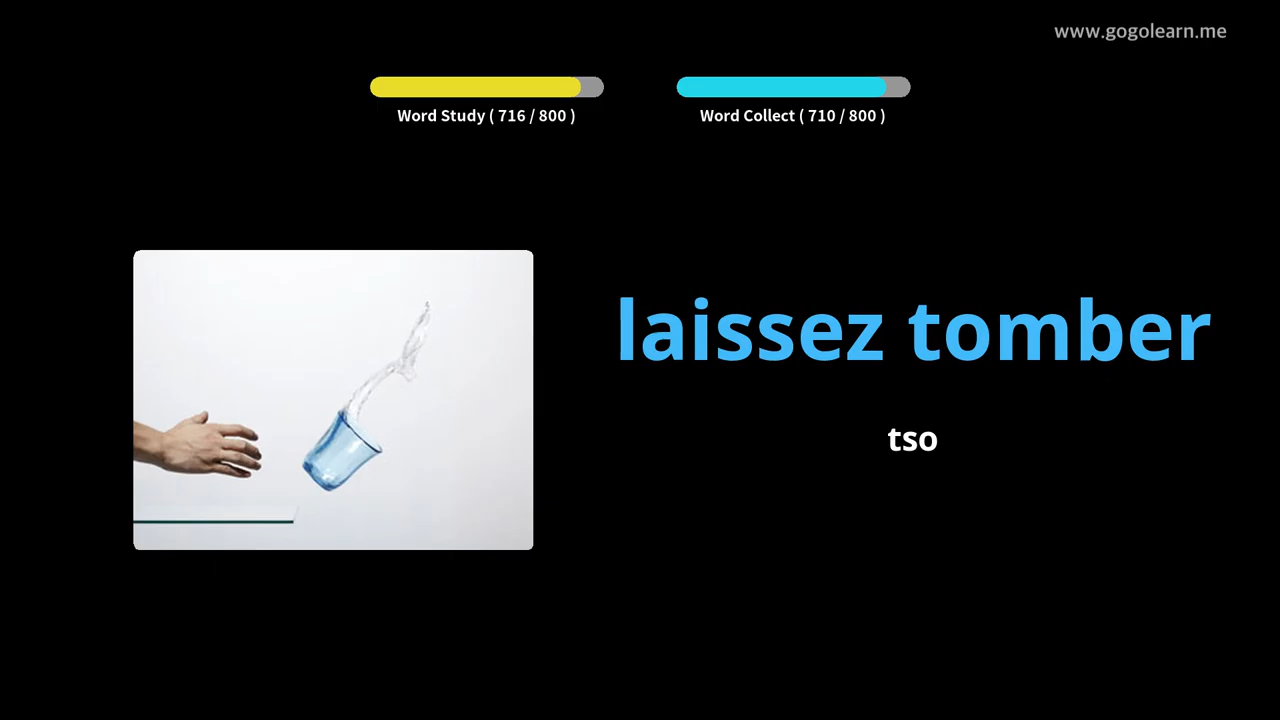 www.gogolearn.me
Word Study ( 716 / 800 )
Word Collect ( 710 / 800 )
laissez tomber
tso